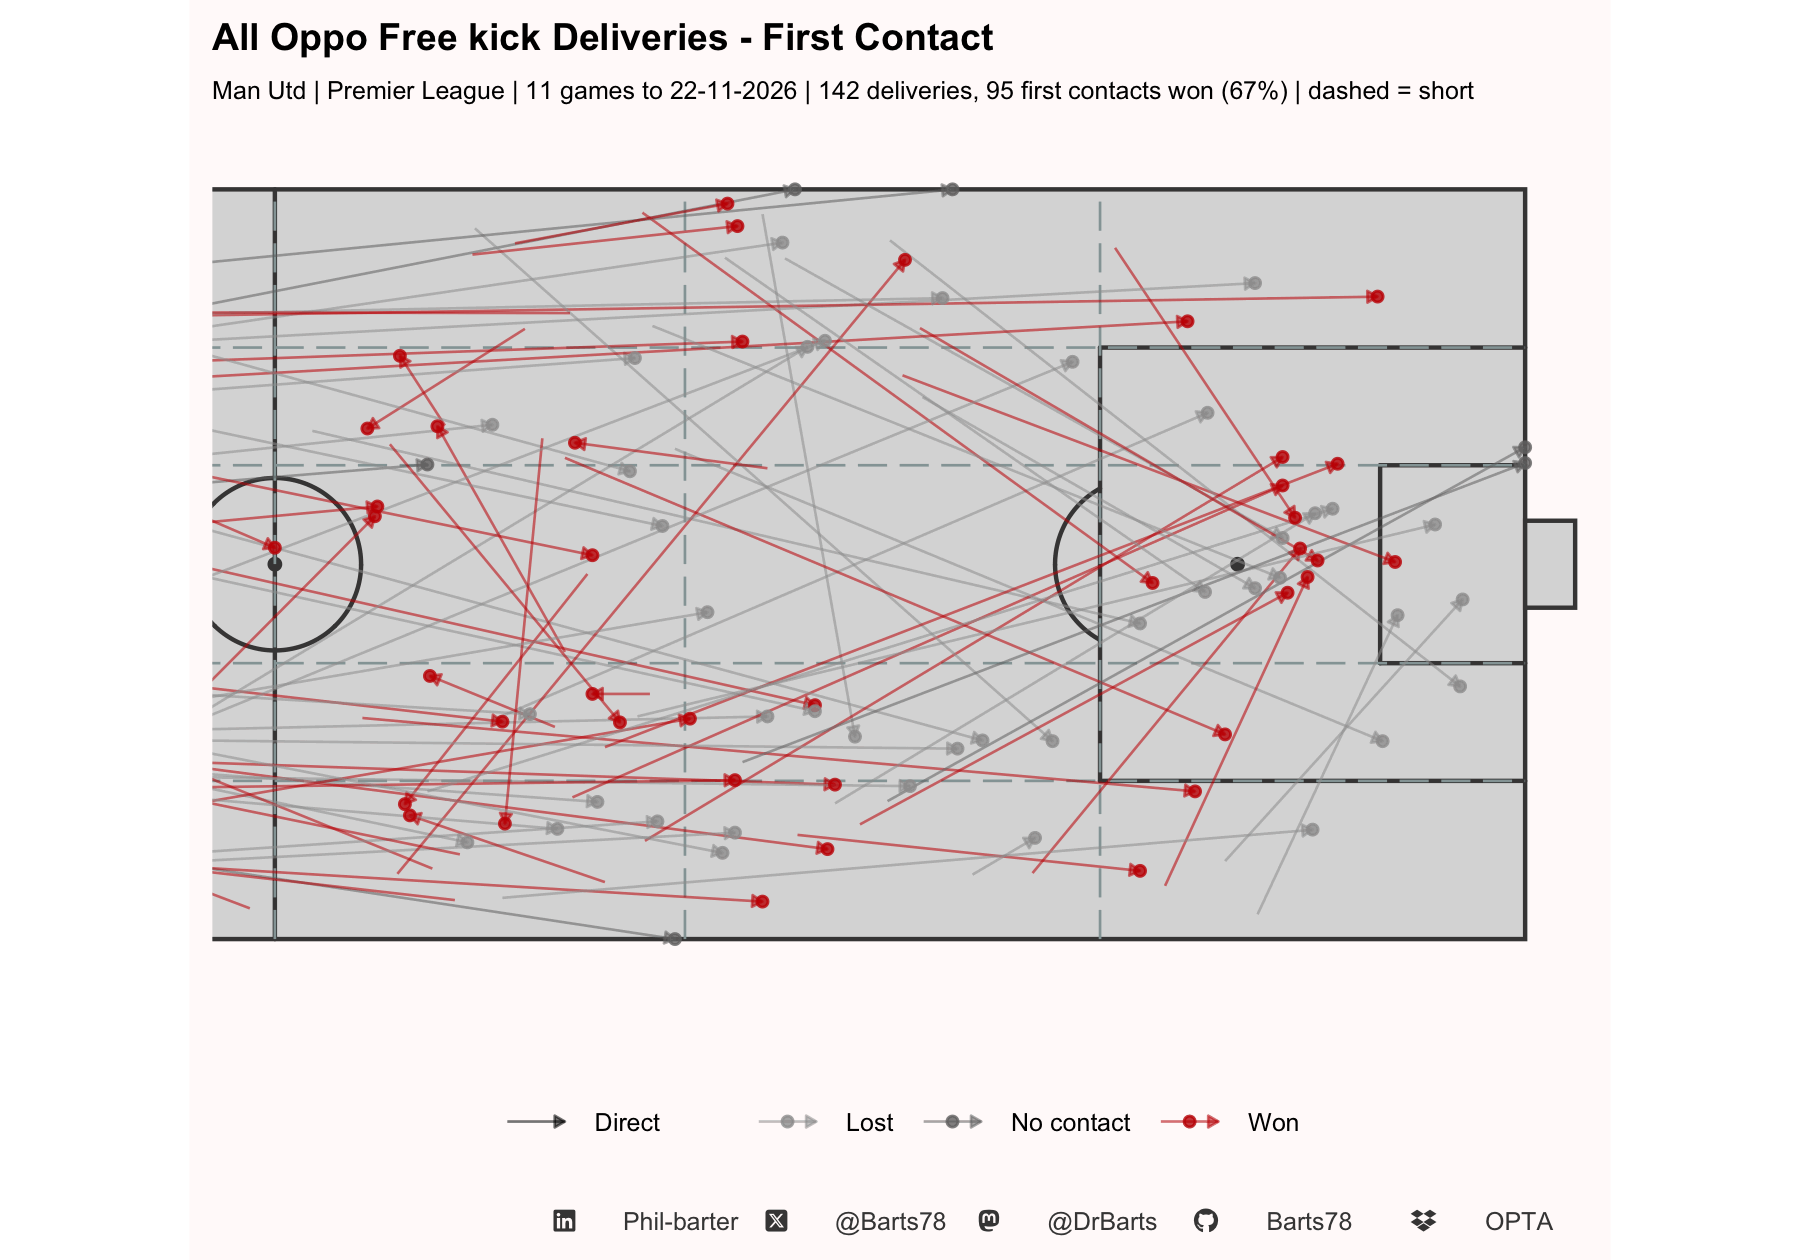 All Oppo Free kick Deliveries - First Contact
Man Utd | Premier League | 11 games to 22-11-2026 | 142 deliveries, 95 first contacts won (67%) | dashed = short
Direct Lost No contact Won
Phil-barter @Barts78 @DrBarts Barts78 OPTA